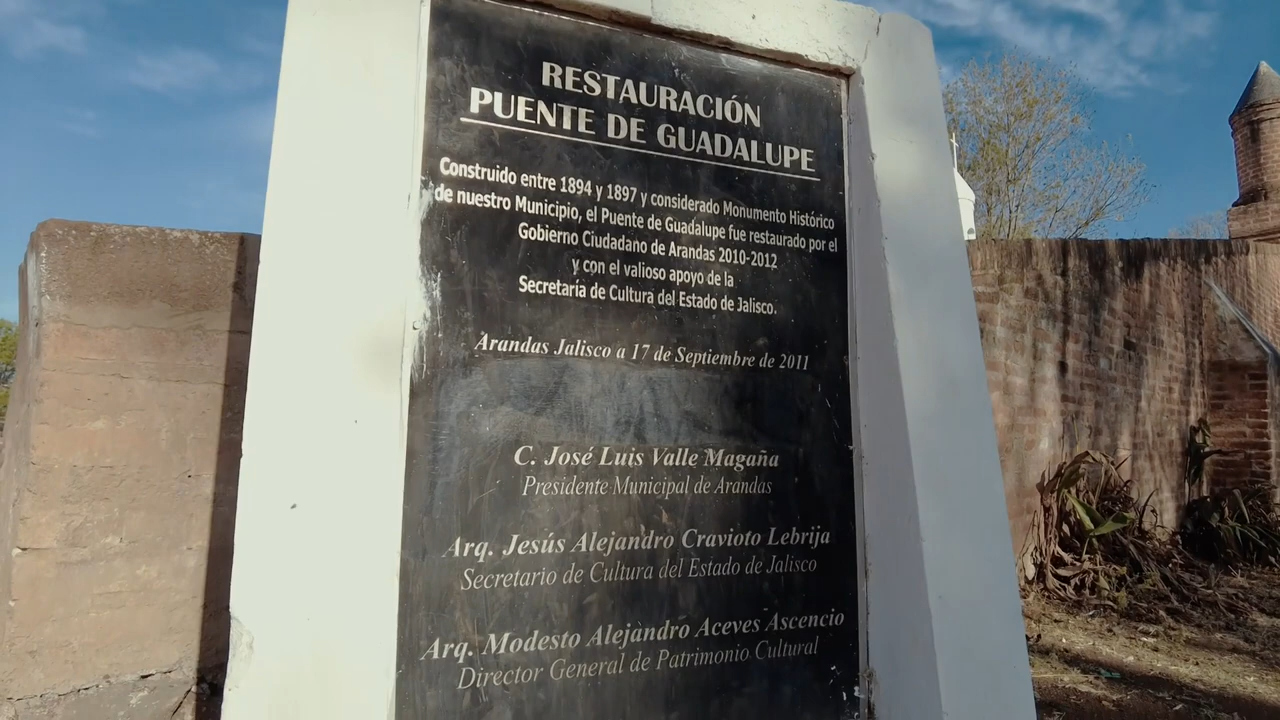 RESTAURACIÓN
PUENTE DE GUADALUPE
Construido entre 1894 y 1897 y considerado Monumento Histórico
de nuestro Municipio, el Puente de Guadalupe fue restaurado por el
Gobierno Ciudadano de Arandas 2010-2012
y con el valioso apoyo de la
Secretaría de Cultura del Estado de Jalisco.
Arandas Jalisco a 17 de Septiembre de 2011
C. José Luis Valle Magaña
Presidente Municipal de Arandas
Arq. Jesús Alejandro Cravioto Lebrija
Secretario de Cultura del Estado de Jalisco
Arq. Modesto Alejandro Aceves Ascencio
Director General de Patrimonio Cultural